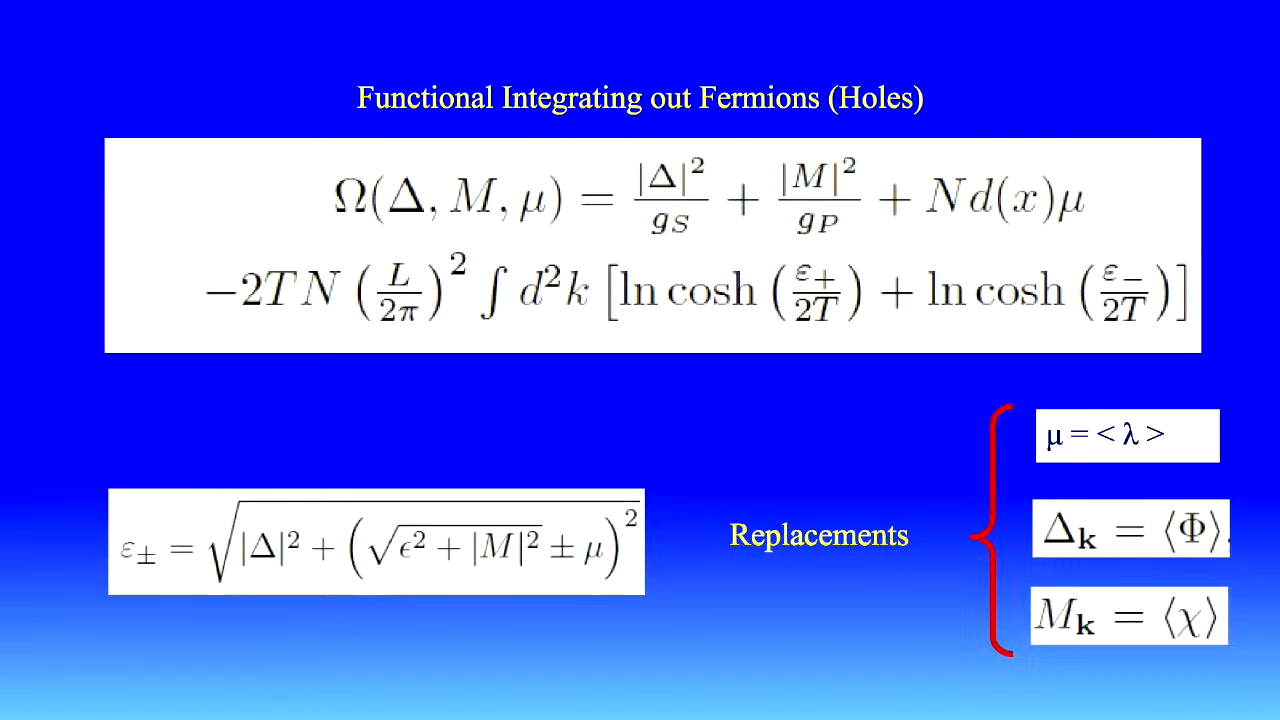 Functional Integrating out Fermions (Holes)
Ω(Δ, M, μ) = |Δ|²/g_S + |M|²/g_P + Nd(x)μ
−2TN (L/2π)² ∫ d²k [ln cosh (ε₊/2T) + ln cosh (ε₋/2T)]
μ = < λ >
ε± = √(|Δ|² + (√(ϵ² + |M|²) ± μ)²)
Replacements
Δ_k = ⟨Φ⟩.
M_k = ⟨χ⟩